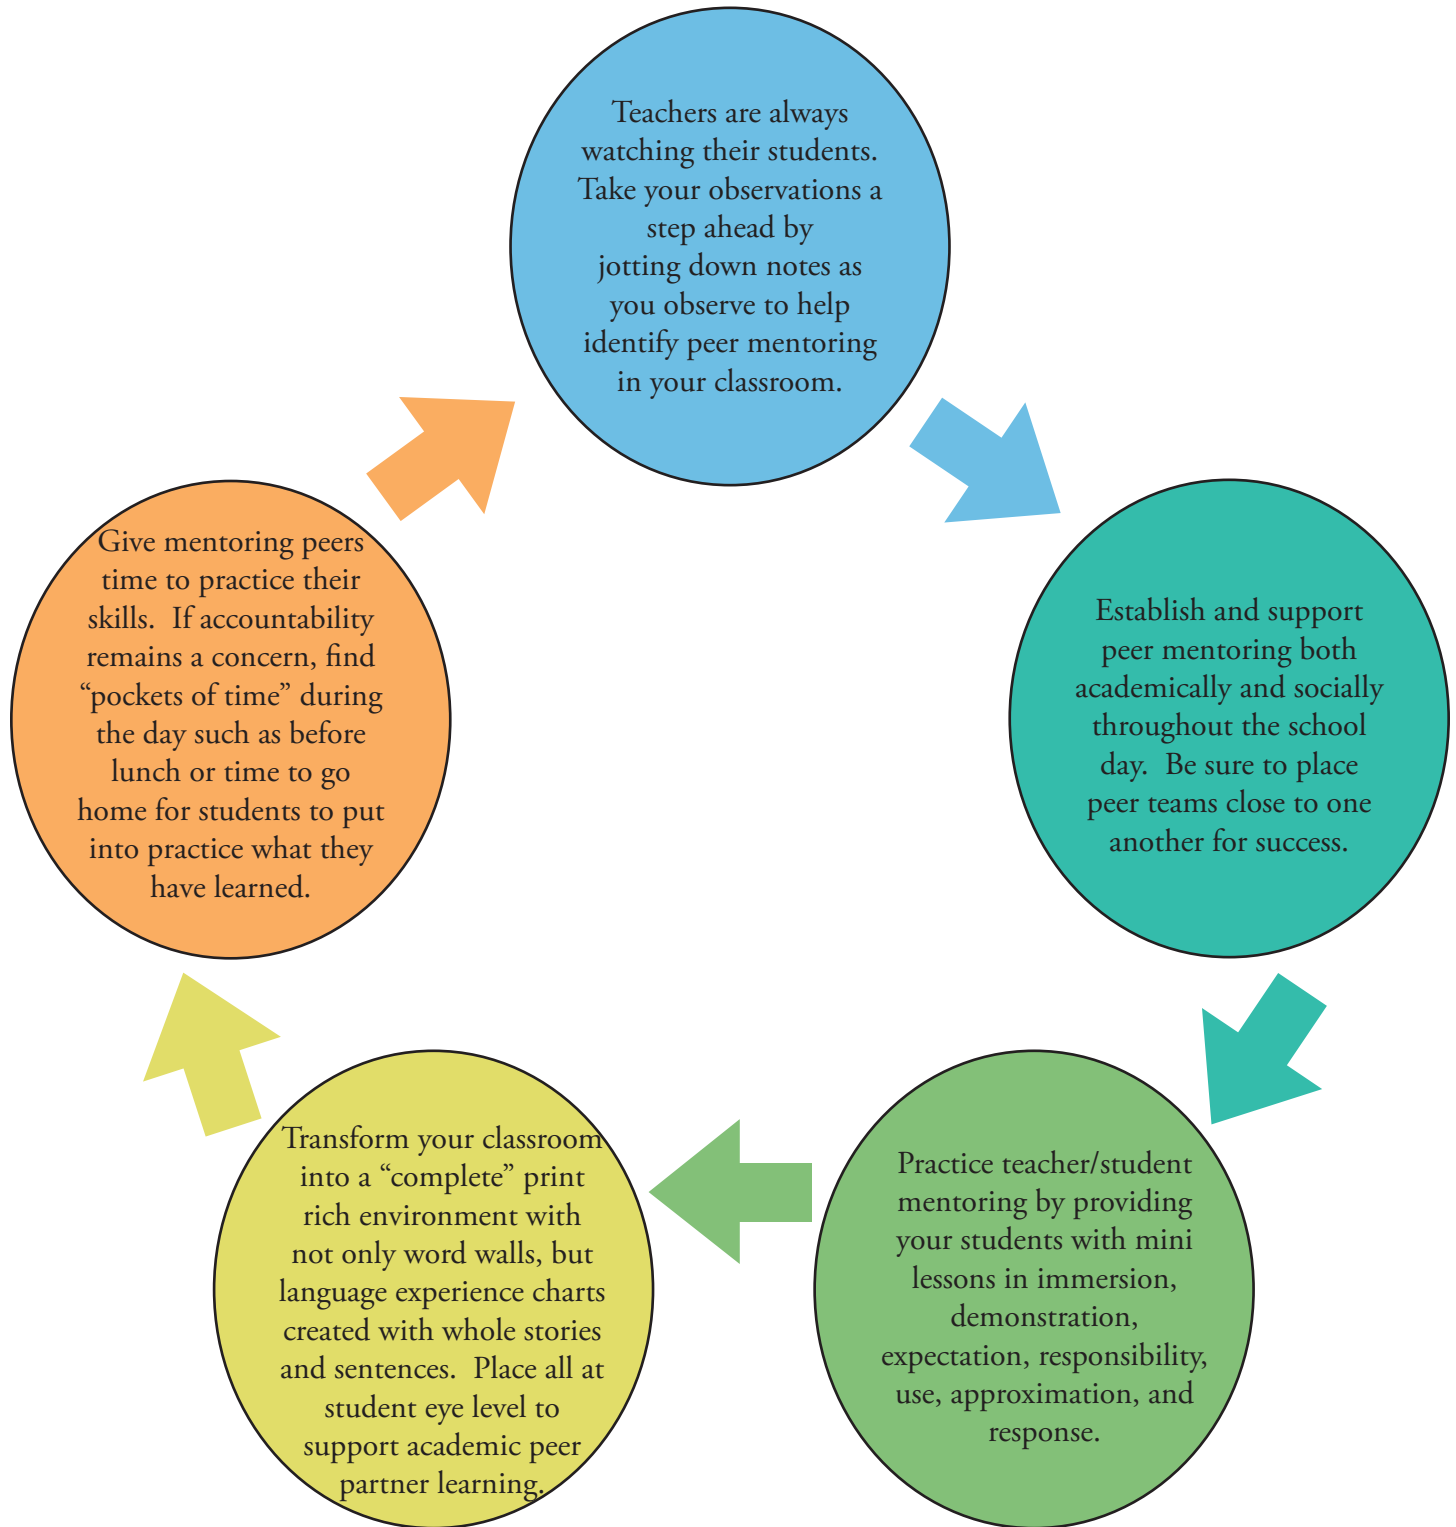 Teachers are always
watching their students.
Take your observations a
step ahead by
jotting down notes as
you observe to help
identify peer mentoring
in your classroom.
Establish and support
peer mentoring both
academically and socially
throughout the school
day.  Be sure to place
peer teams close to one
another for success.
Practice teacher/student
mentoring by providing
your students with mini
lessons in immersion,
demonstration,
expectation, responsibility,
use, approximation, and
response.
Transform your classroom
into a “complete” print
rich environment with
not only word walls, but
language experience charts
created with whole stories
and sentences.  Place all at
student eye level to
support academic peer
partner learning.
Give mentoring peers
time to practice their
skills.  If accountability
remains a concern, find
“pockets of time” during
the day such as before
lunch or time to go
home for students to put
into practice what they
have learned.